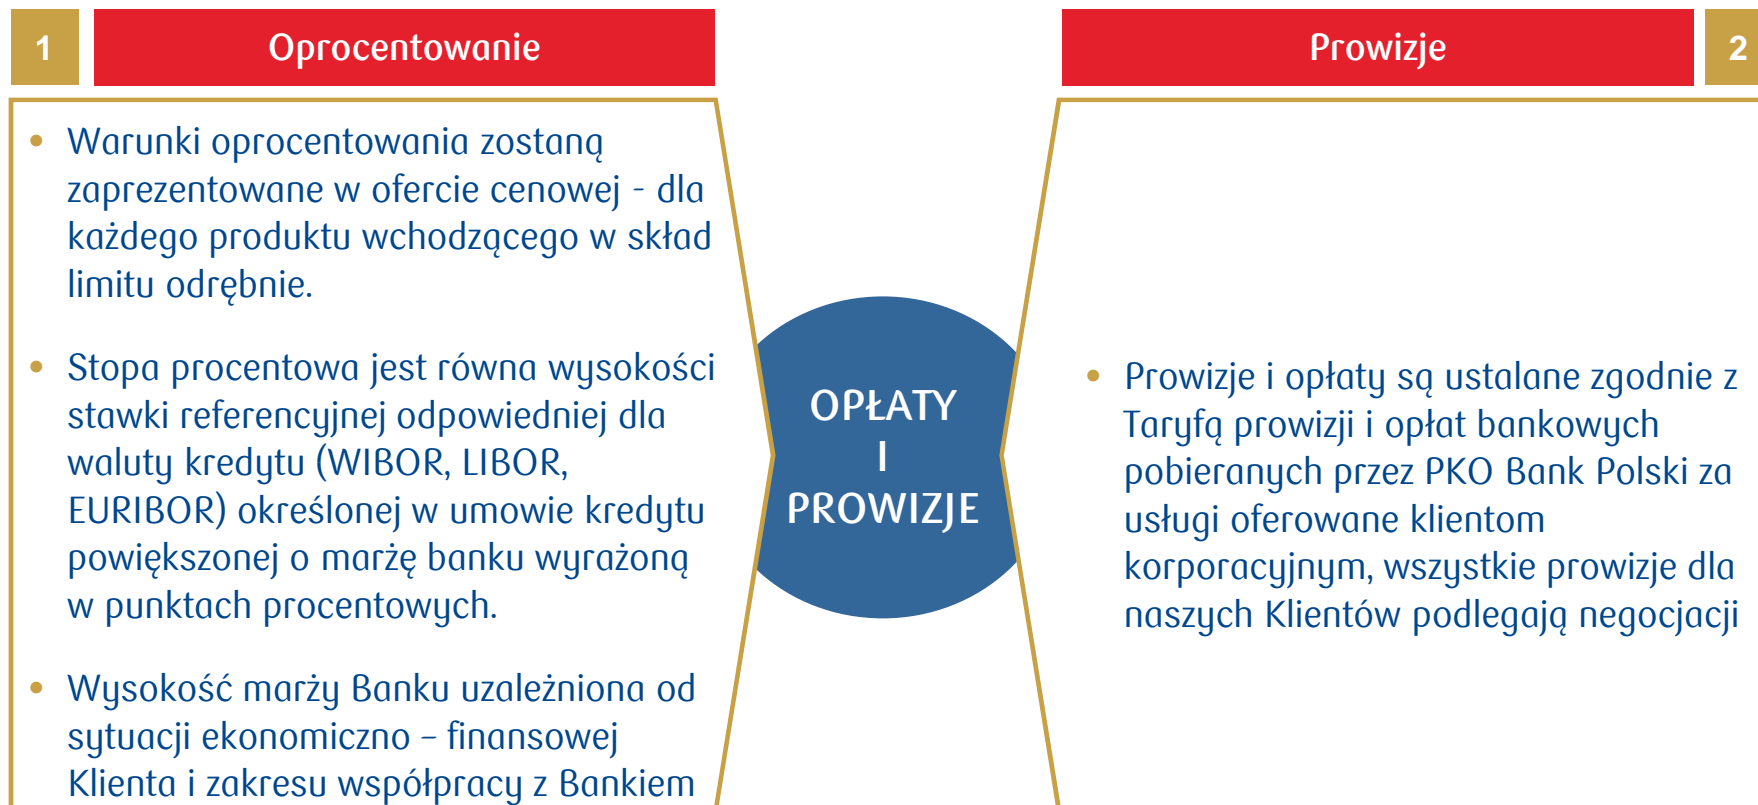 1
Oprocentowanie
• Warunki oprocentowania zostaną
zaprezentowane w ofercie cenowej - dla
każdego produktu wchodzącego w skład
limitu odrębnie.
• Stopa procentowa jest równa wysokości
stawki referencyjnej odpowiedniej dla
waluty kredytu (WIBOR, LIBOR,
EURIBOR) określonej w umowie kredytu
powiększonej o marżę banku wyrażoną
w punktach procentowych.
• Wysokość marży Banku uzależniona od
sytuacji ekonomiczno – finansowej
Klienta i zakresu współpracy z Bankiem
OPŁATY
I
PROWIZJE
Prowizje
2
• Prowizje i opłaty są ustalane zgodnie z
Taryfą prowizji i opłat bankowych
pobieranych przez PKO Bank Polski za
usługi oferowane klientom
korporacyjnym, wszystkie prowizje dla
naszych Klientów podlegają negocjacji